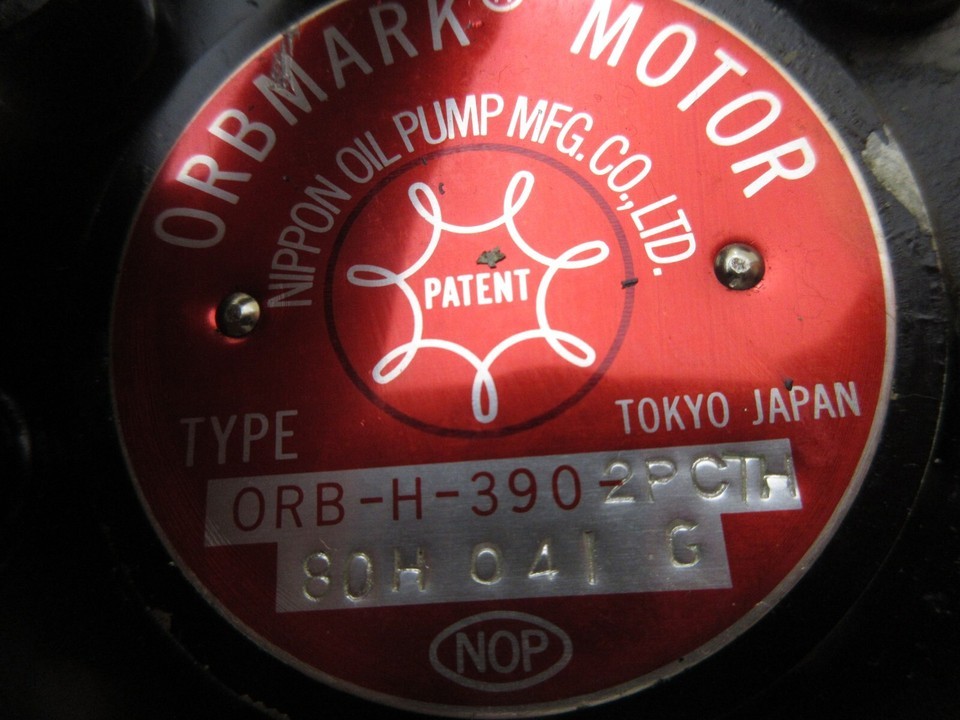 ORBMARK® MOTOR
NIPPON OIL PUMP MFG. CO., LTD.
PATENT
TOKYO JAPAN
TYPE
ORB-H-390-2PCTH
80H 041 G
NOP